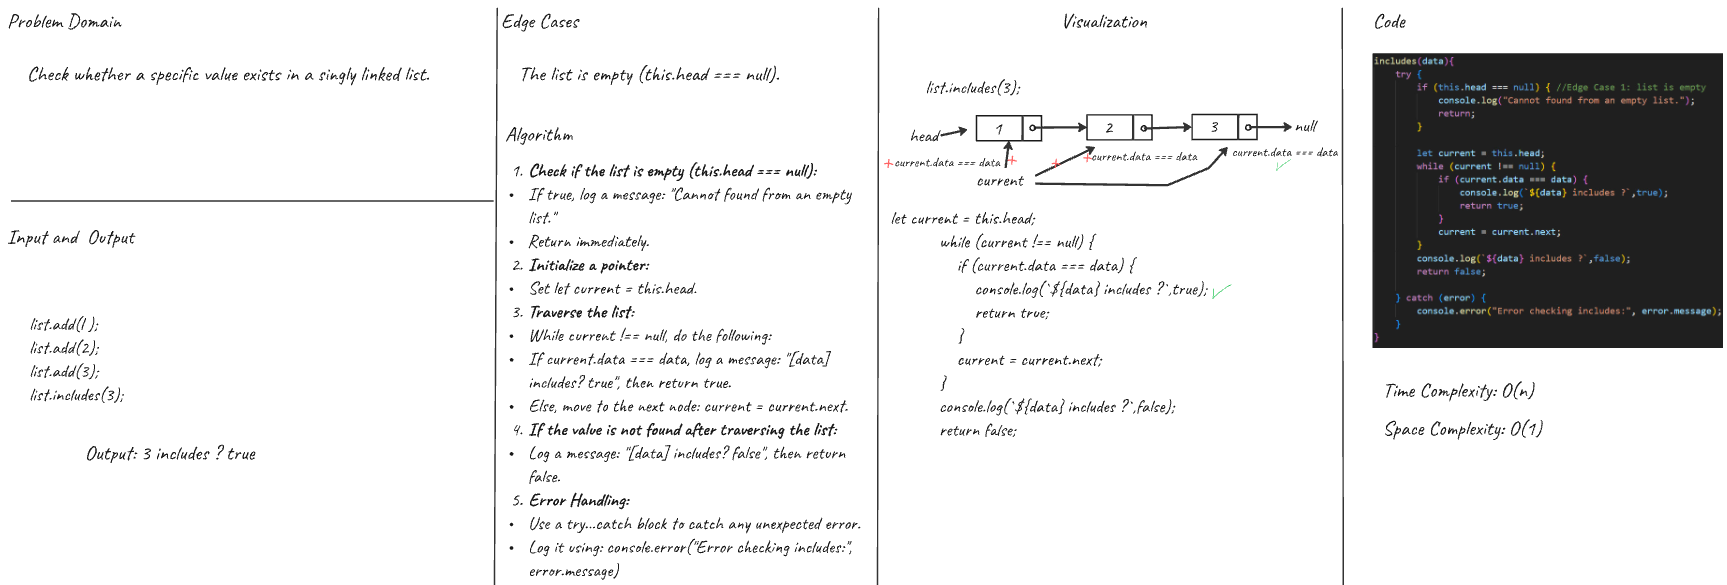 Problem Domain
Check whether a specific value exists in a singly linked list.
Input and Output
list.add(1);
list.add(2);
list.add(3);
list.includes(3);
Output: 3 includes ? true
Edge Cases
The list is empty (this.head === null).
Algorithm
1. Check if the list is empty (this.head === null):
• If true, log a message: "Cannot found from an empty
list."
• Return immediately.
2. Initialize a pointer:
• Set let current = this.head.
3. Traverse the list:
• While current !== null, do the following:
• If current.data === data, log a message: "[data]
includes? true", then return true.
• Else, move to the next node: current = current.next.
4. If the value is not found after traversing the list:
• Log a message: "[data] includes? false", then return
false.
5. Error Handling:
• Use a try...catch block to catch any unexpected error.
• Log it using: console.error("Error checking includes:",
error.message)
Visualization
list.includes(3);
head 1 2 3 null
current.data === data current.data === data current.data === data
current
let current = this.head;
while (current !== null) {
if (current.data === data) {
console.log(`${data} includes ?`,true);
return true;
}
current = current.next;
}
console.log(`${data} includes ?`,false);
return false;
Code
includes(data){
try {
if (this.head === null) { //Edge Case 1: list is empty
console.log("Cannot found from an empty list.");
return;
}
let current = this.head;
while (current !== null) {
if (current.data === data) {
console.log(`${data} includes ?`,true);
return true;
}
current = current.next;
}
console.log(`${data} includes ?`,false);
return false;
} catch (error) {
console.error("Error checking includes:", error.message);
}
}
Time Complexity: O(n)
Space Complexity: O(1)